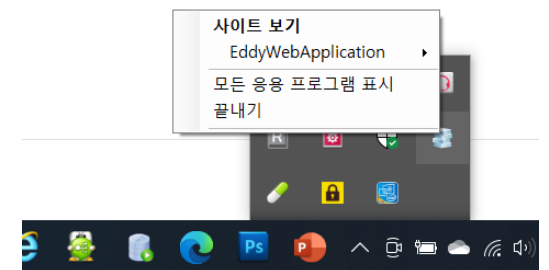 사이트 보기
EddyWebApplication
모든 응용 프로그램 표시
끝내기
R
Ps
P